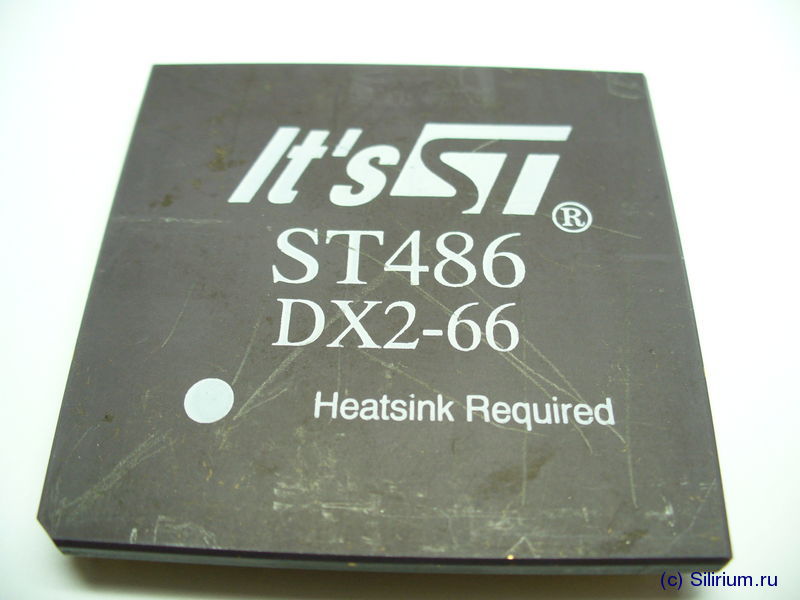 It's ST®
ST486
DX2-66
Heatsink Required
(c) Silirium.ru